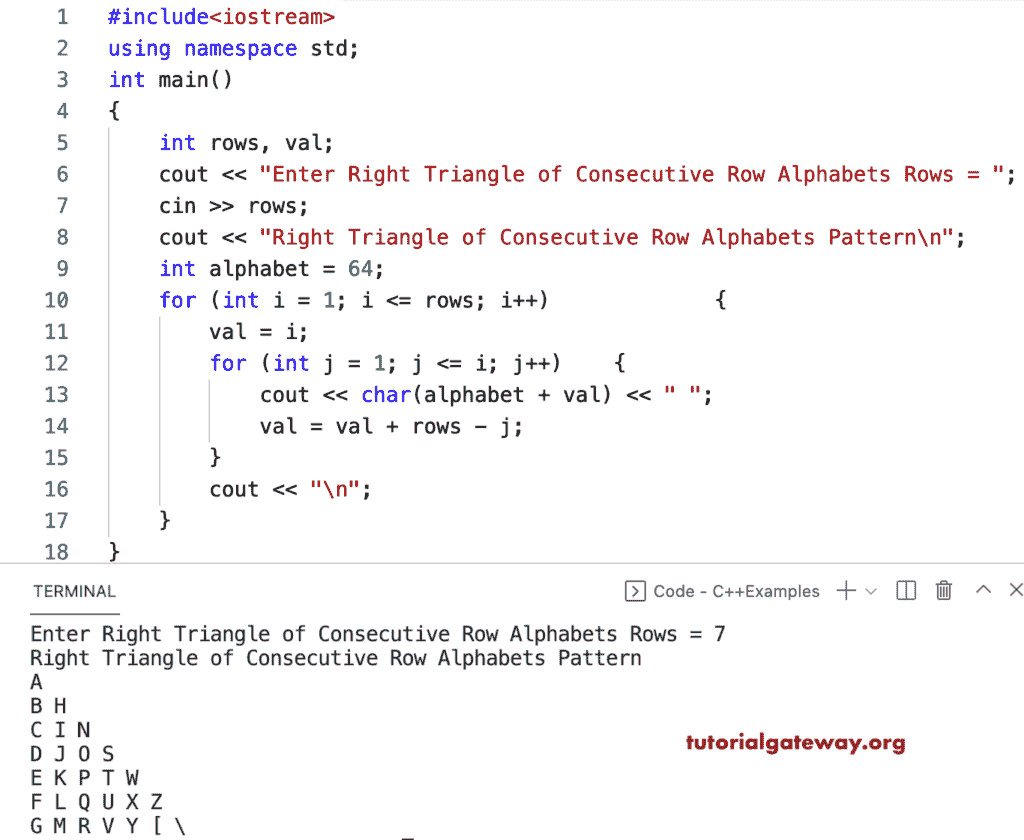 1 #include<iostream>
2 using namespace std;
3 int main()
4 {
5 int rows, val;
6 cout << "Enter Right Triangle of Consecutive Row Alphabets Rows = ";
7 cin >> rows;
8 cout << "Right Triangle of Consecutive Row Alphabets Pattern\n";
9 int alphabet = 64;
10 for (int i = 1; i <= rows; i++) {
11 val = i;
12 for (int j = 1; j <= i; j++) {
13 cout << char(alphabet + val) << " ";
14 val = val + rows - j;
15 }
16 cout << "\n";
17 }
18 }
TERMINAL Code - C++Examples
Enter Right Triangle of Consecutive Row Alphabets Rows = 7
Right Triangle of Consecutive Row Alphabets Pattern
A
B H
C I N
D J O S
E K P T W
F L Q U X Z
G M R V Y [ \
tutorialgateway.org